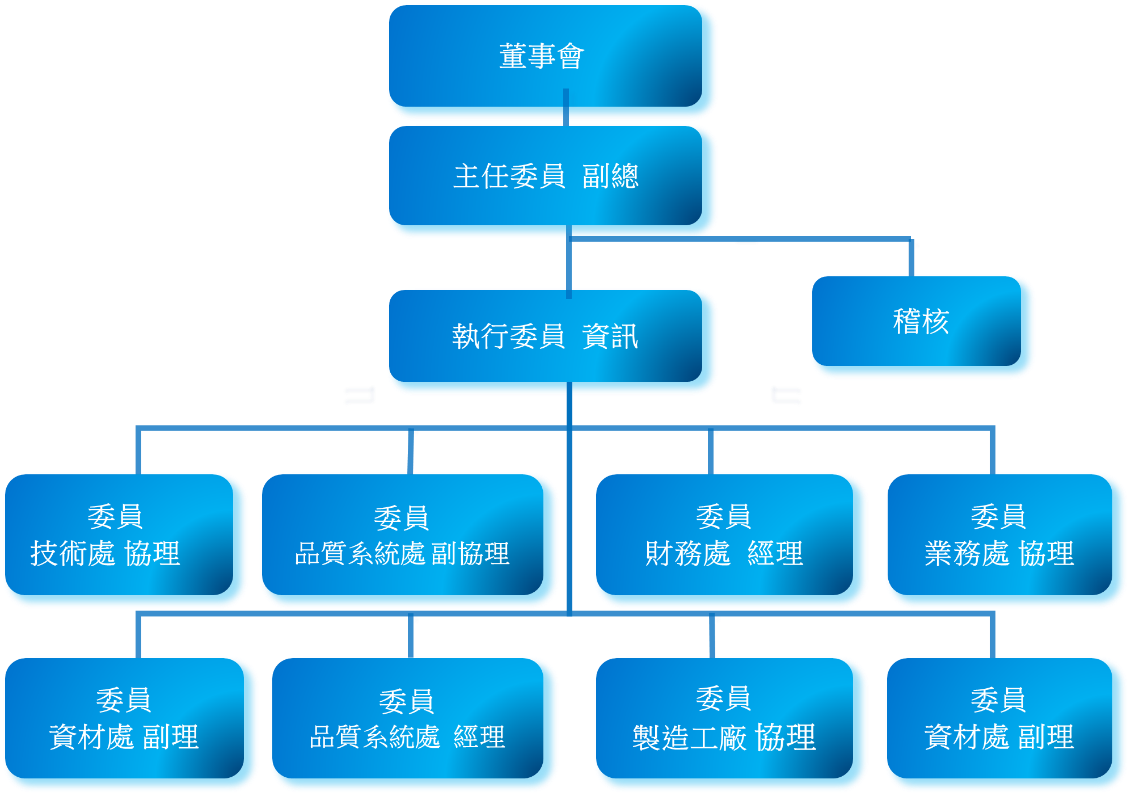 董事會
主任委員 副總
執行委員 資訊
稽核
委員
技術處 協理
委員
品質系統處 副協理
委員
財務處 經理
委員
業務處 協理
委員
資材處 副理
委員
品質系統處 經理
委員
製造工廠 協理
委員
資材處 副理